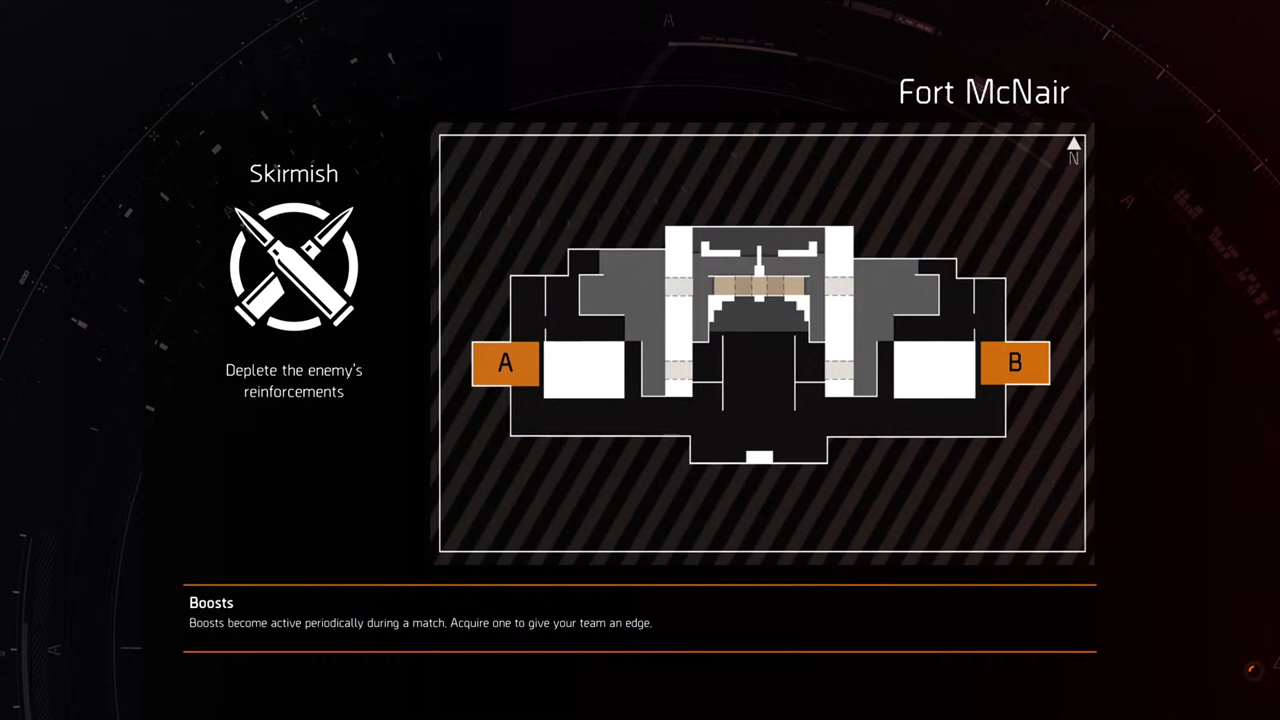 Fort McNair
Skirmish
N
Deplete the enemy's
reinforcements
A
B
Boosts
Boosts become active periodically during a match. Acquire one to give your team an edge.